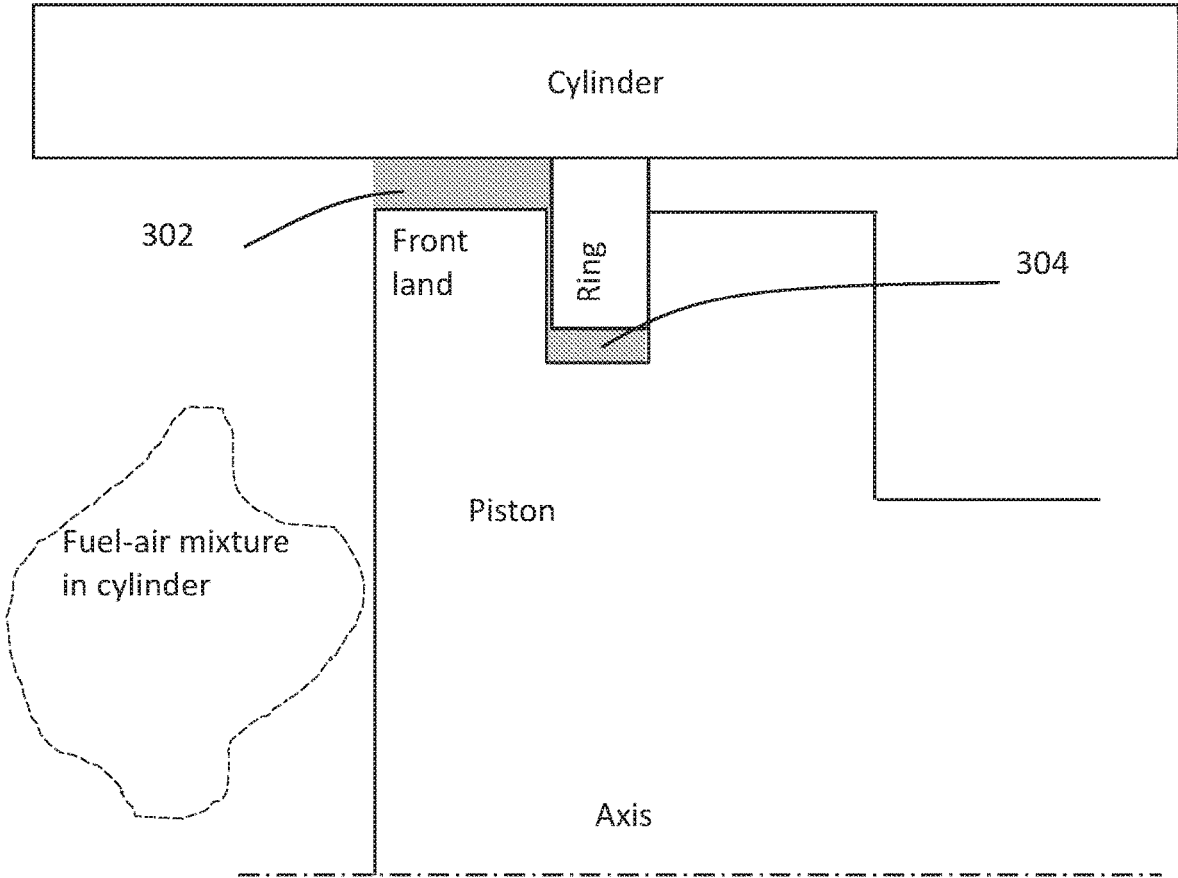 Cylinder
302
Front
land
Ring
304
Piston
Fuel-air mixture
in cylinder
Axis